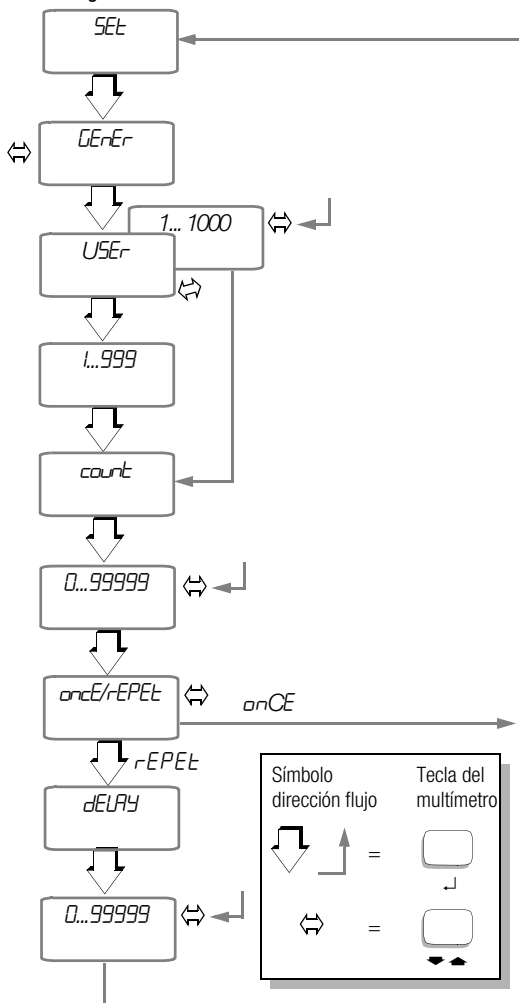 SEt
GEnEr
1... 1000
USEr
1...999
count
0...99999
oncE/rEPEt
onCE
rEPEt
dELAY
0...99999
Símbolo dirección flujo
Tecla del multímetro
=
=